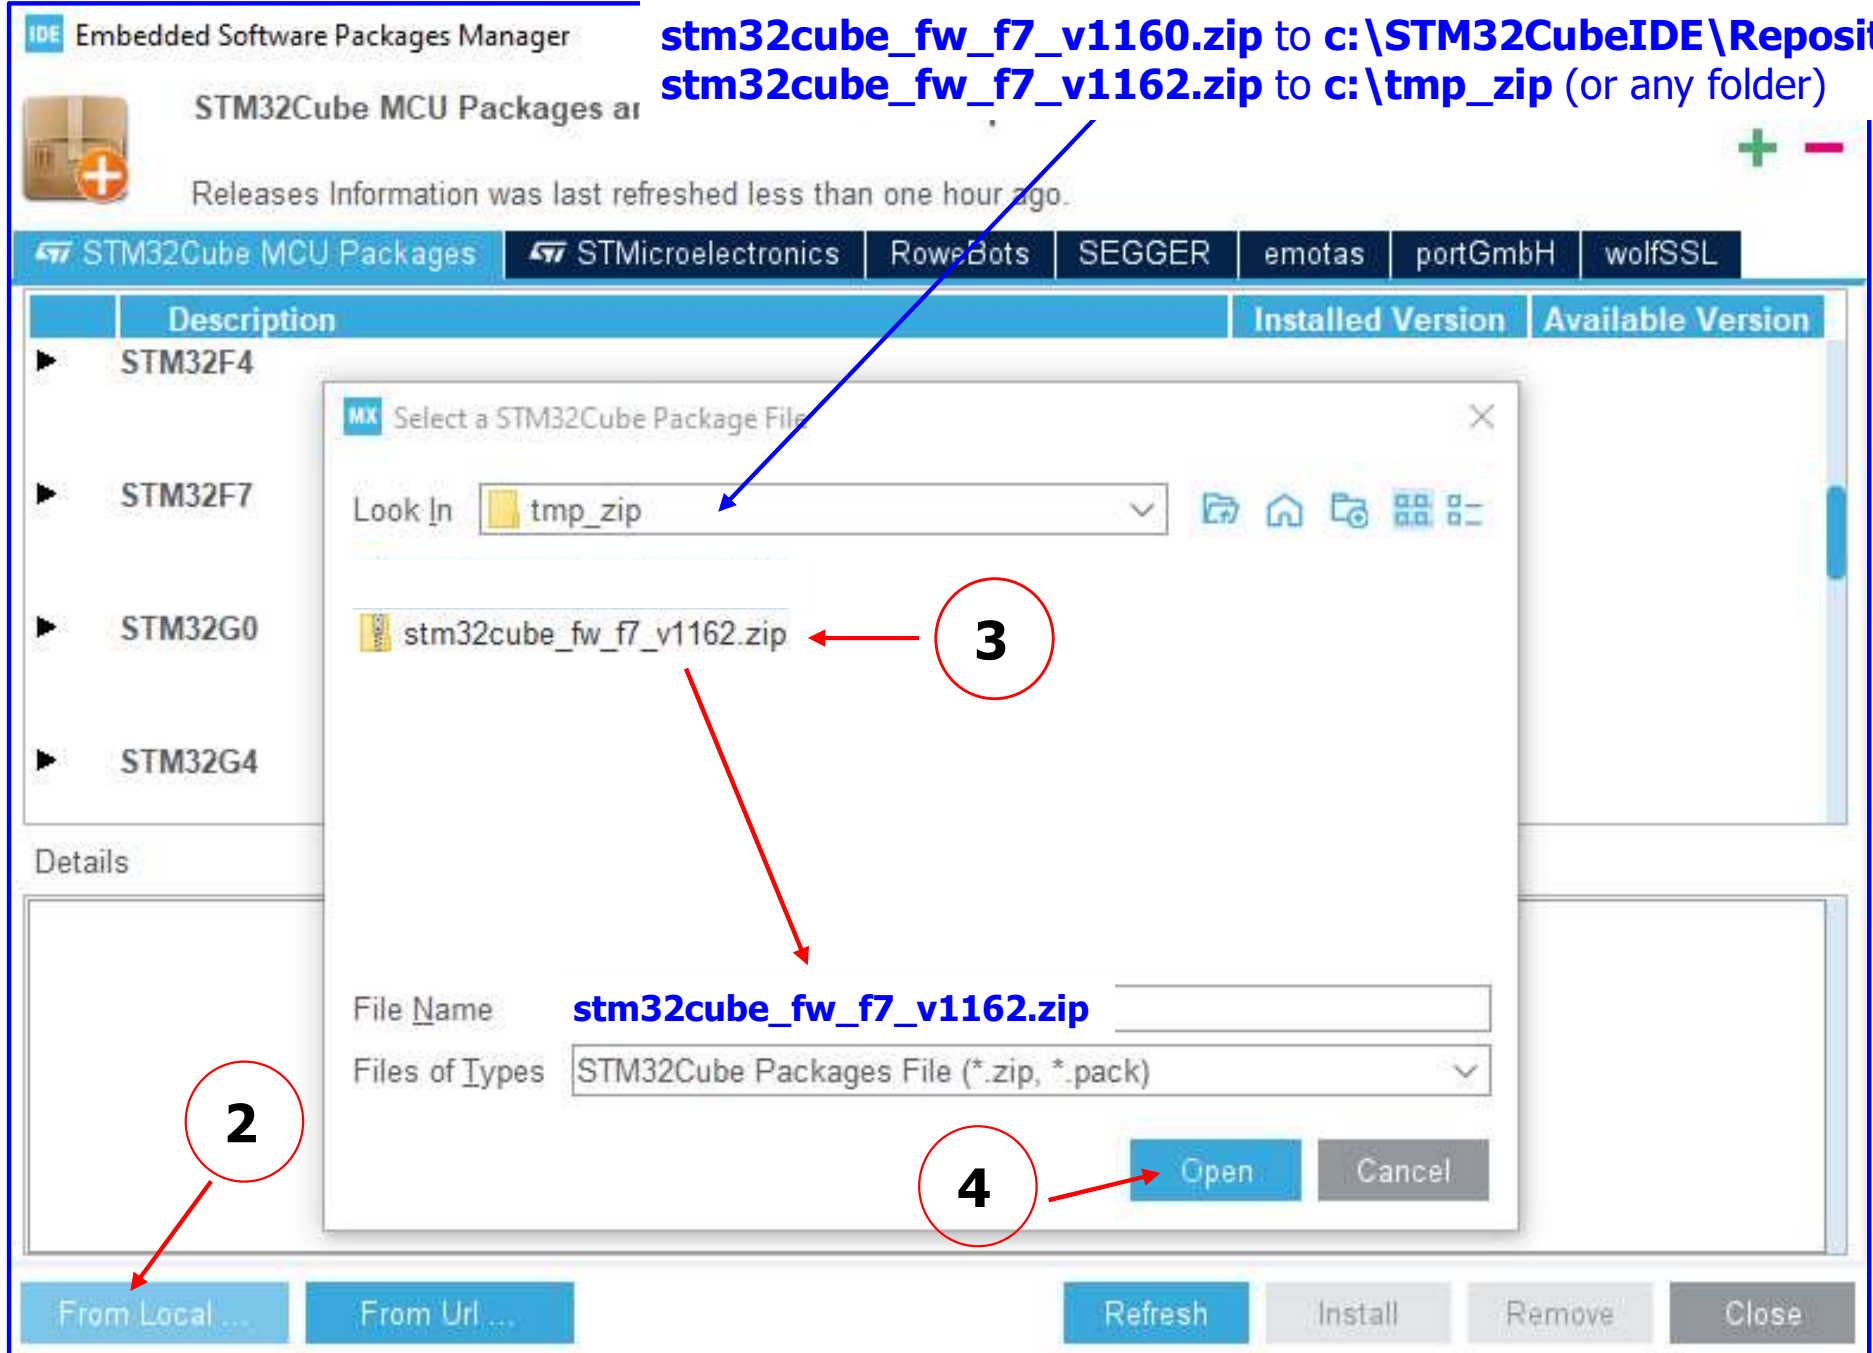 stm32cube_fw_f7_v1160.zip to c:\STM32CubeIDE\Reposit
stm32cube_fw_f7_v1162.zip to c:\tmp_zip (or any folder)
IDE Embedded Software Packages Manager
STM32Cube MCU Packages
Releases Information was last refreshed less than one hour ago.
STM32Cube MCU Packages STMicroelectronics RoweBots SEGGER emotas portGmbH wolfSSL
Description Installed Version Available Version
STM32F4
MX Select a STM32Cube Package File
STM32F7
Look In tmp_zip
STM32G0
stm32cube_fw_f7_v1162.zip 3
STM32G4
Details
File Name stm32cube_fw_f7_v1162.zip
Files of Types STM32Cube Packages File (*.zip, *.pack)
2
4
Open Cancel
From Local ... From Url ... Refresh Install Remove Close